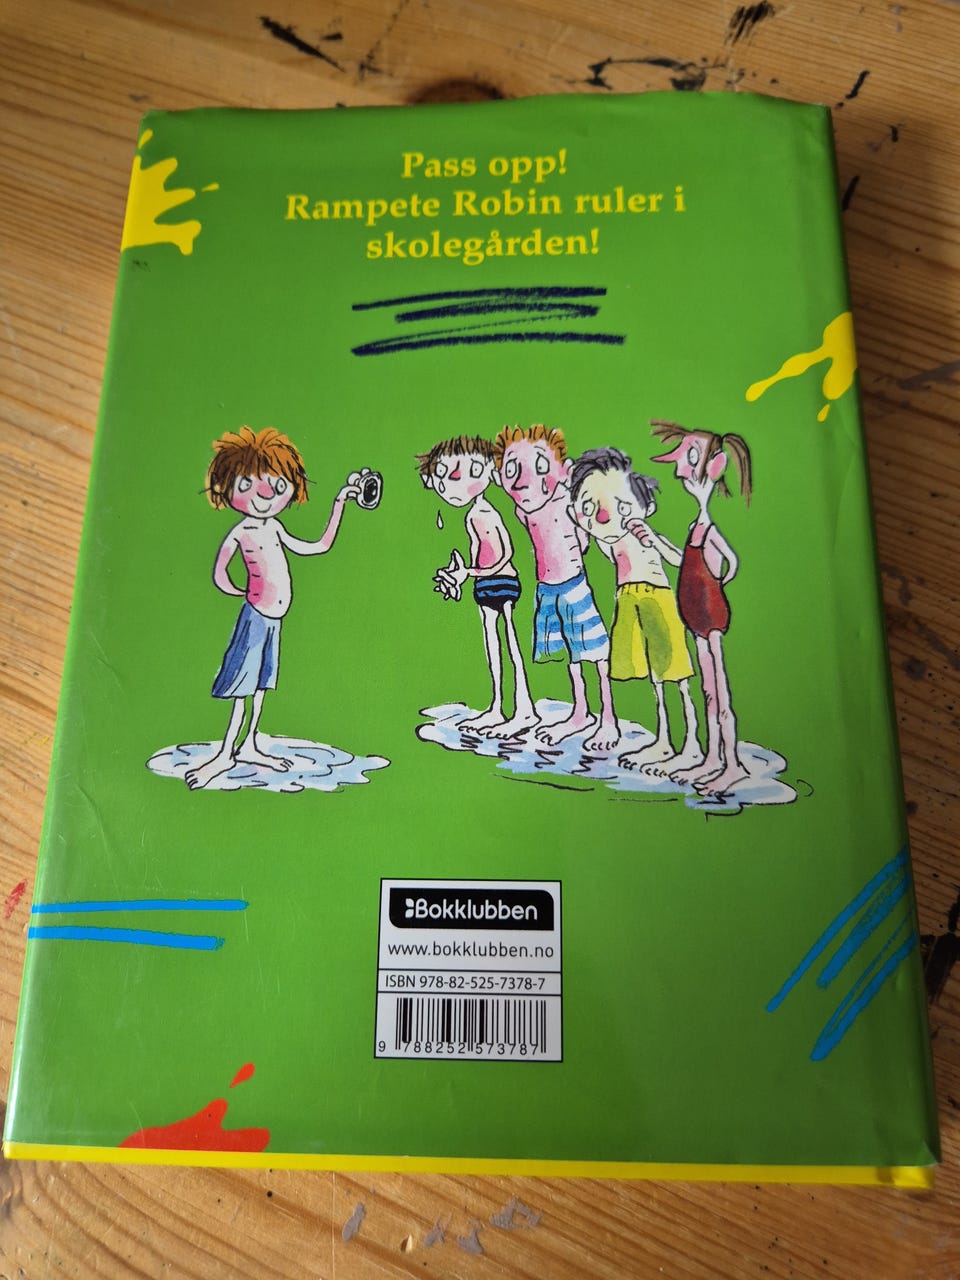 Pass opp!
Rampete Robin ruler i
skolegården!
Bokklubben
www.bokklubben.no
ISBN 978-82-525-7378-7
9 788252 573787